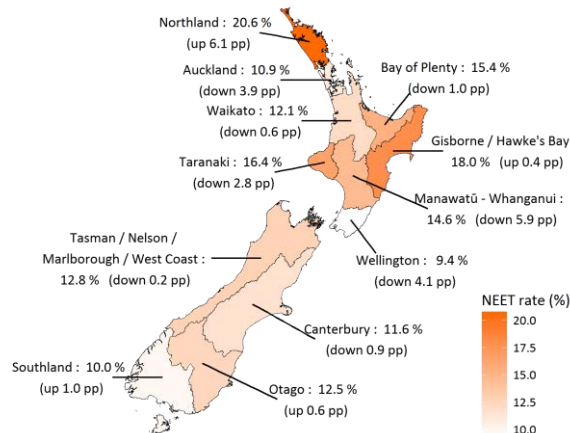 Northland : 20.6 %
(up 6.1 pp)
Auckland : 10.9 %
(down 3.9 pp)
Bay of Plenty : 15.4 %
(down 1.0 pp)
Waikato : 12.1 %
(down 0.6 pp)
Gisborne / Hawke's Bay
18.0 % (up 0.4 pp)
Taranaki : 16.4 %
(down 2.8 pp)
Manawatū - Whanganui :
14.6 % (down 5.9 pp)
Tasman / Nelson /
Marlborough / West Coast :
12.8 % (down 0.2 pp)
Wellington : 9.4 %
(down 4.1 pp)
Canterbury : 11.6 %
(down 0.9 pp)
Southland : 10.0 %
(up 1.0 pp)
Otago : 12.5 %
(up 0.6 pp)
NEET rate (%)
20.0
17.5
15.0
12.5
10.0